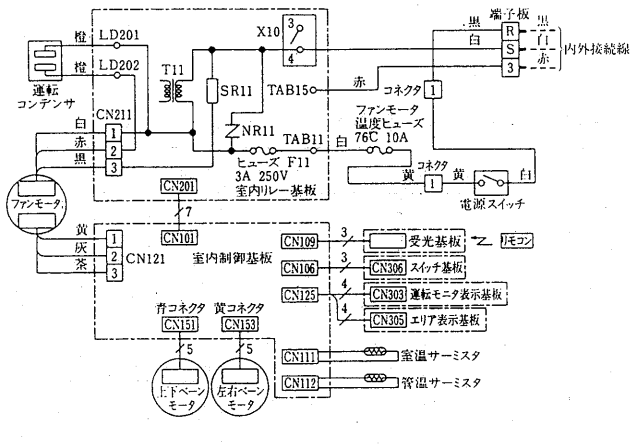 橙 LD201
橙 LD202
運転
コンデンサ
T11
SR11
X10
3
4
TAB15
赤
黒
白
端子板
R
S
3
黒
白
赤
内外接続線
コネクタ
1
CN211
白 1
赤 2
黒 3
NR11
TAB11
白
ヒューズ F11
3A 250V
室内リレー基板
ファンモータ
温度ヒューズ
76℃ 10A
黄
コネクタ
1
黄
白
電源スイッチ
ファンモータ
CN201
7
CN101
黄 1
灰 2
茶 3
CN121
室内制御基板
CN109
3
受光基板
リモコン
CN106
3
CN306
スイッチ基板
CN125
4
CN303
運転モニタ表示基板
4
CN305
エリア表示基板
青コネクタ
CN151
5
上下ベーン
モータ
黄コネクタ
CN153
5
左右ベーン
モータ
CN111
室温サーミスタ
CN112
管温サーミスタ